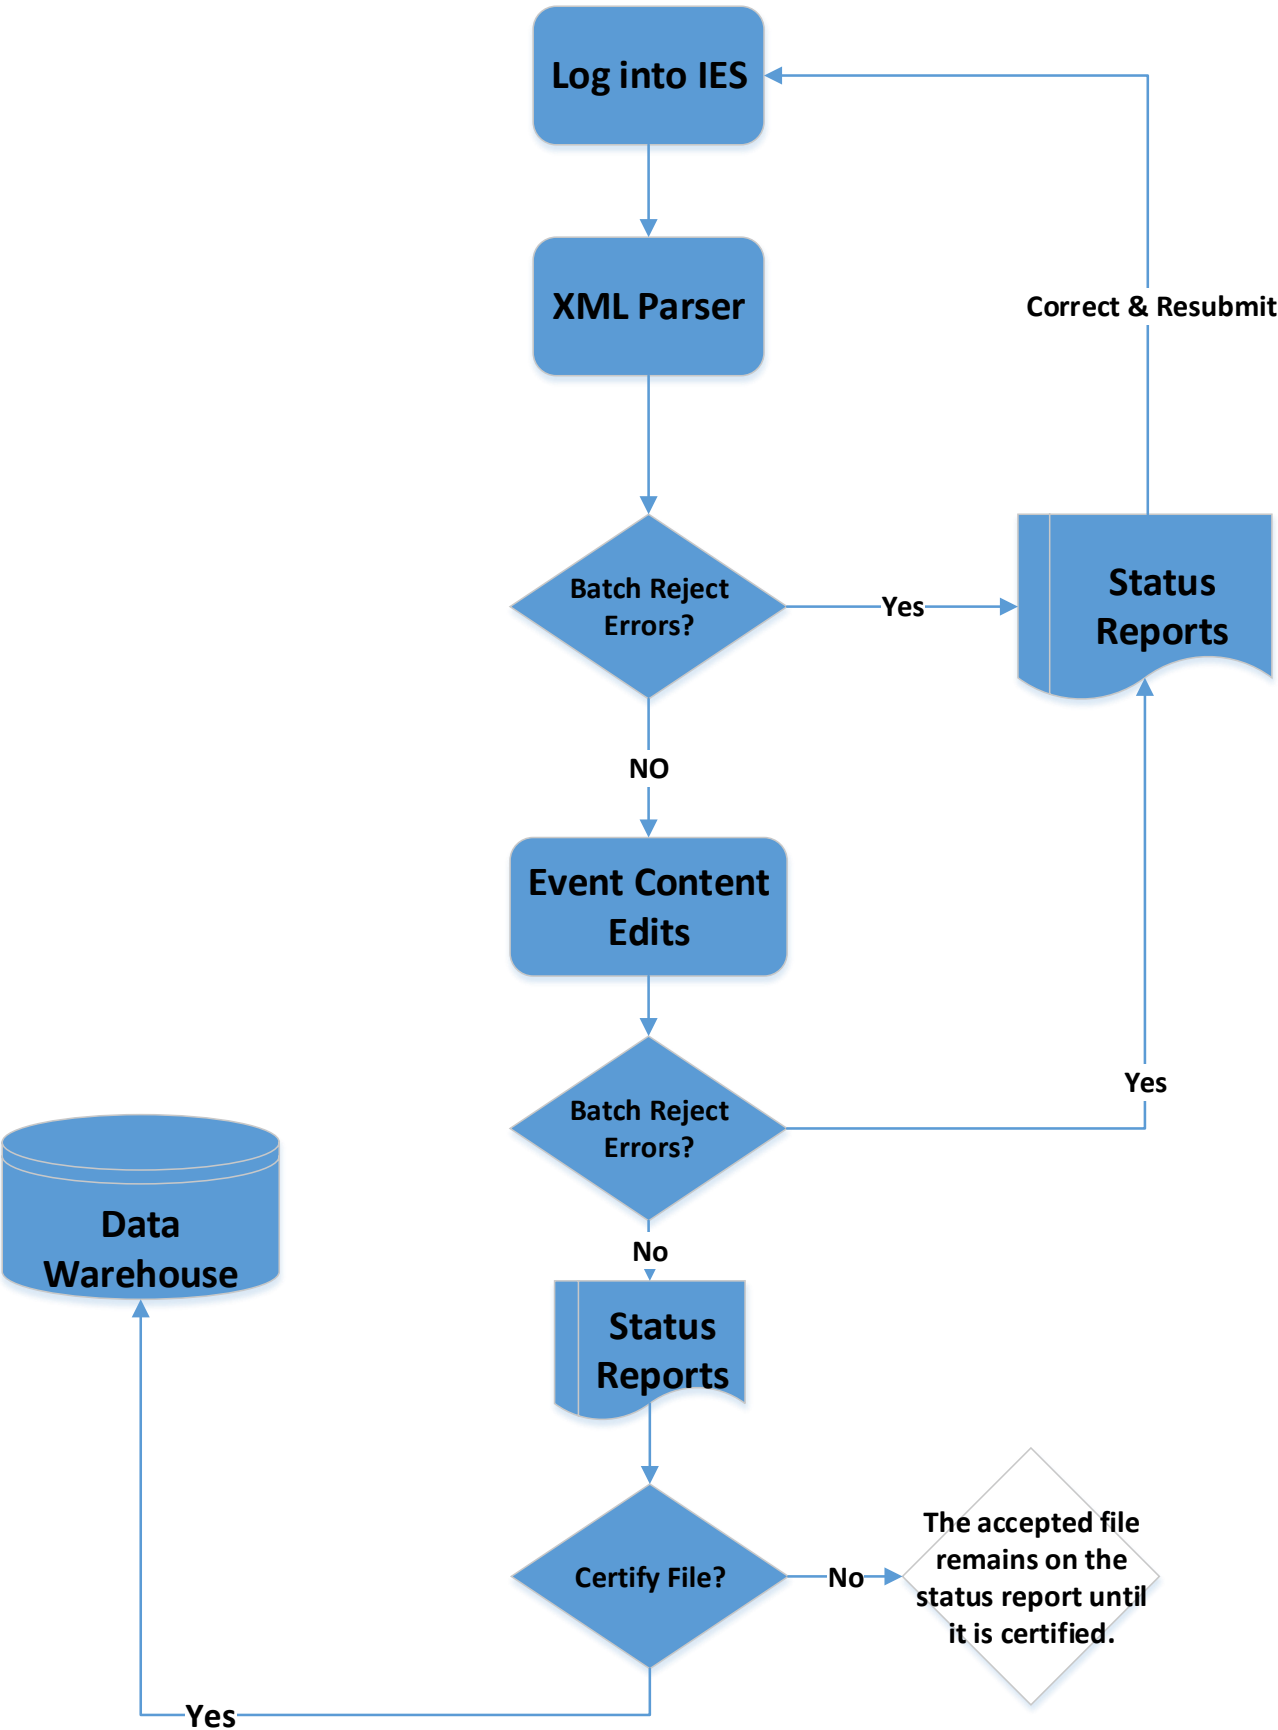 Log into IES
XML Parser
Correct & Resubmit
Batch Reject
Errors?
Yes
Status
Reports
NO
Event Content
Edits
Batch Reject
Errors?
Yes
No
Data
Warehouse
Status
Reports
Certify File?
No
The accepted file
remains on the
status report until
it is certified.
Yes